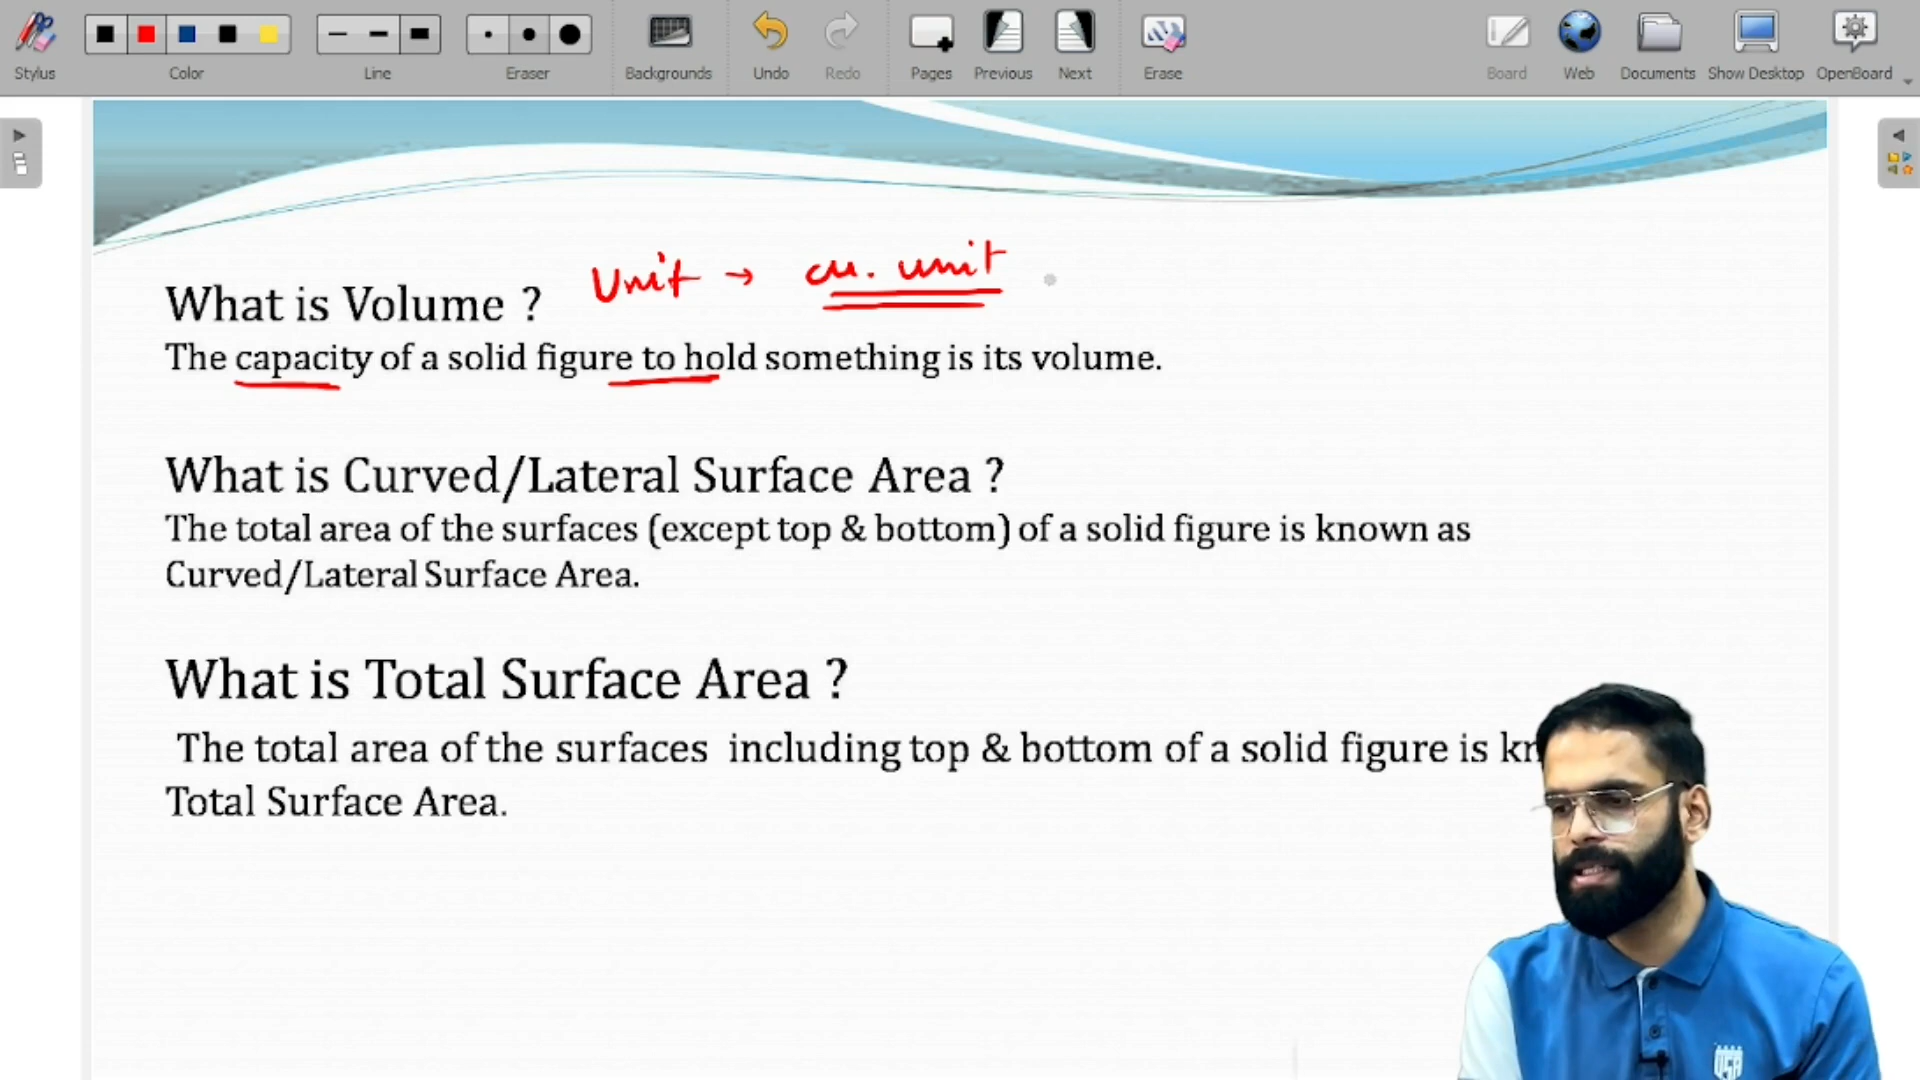 Stylus Color Line Eraser Backgrounds Undo Redo Pages Previous Next Erase Board Web Documents Show Desktop OpenBoard
Unit → cu. unit
What is Volume ?
The capacity of a solid figure to hold something is its volume.
What is Curved/Lateral Surface Area ?
The total area of the surfaces (except top & bottom) of a solid figure is known as
Curved/Lateral Surface Area.
What is Total Surface Area ?
The total area of the surfaces including top & bottom of a solid figure is
Total Surface Area.
USA